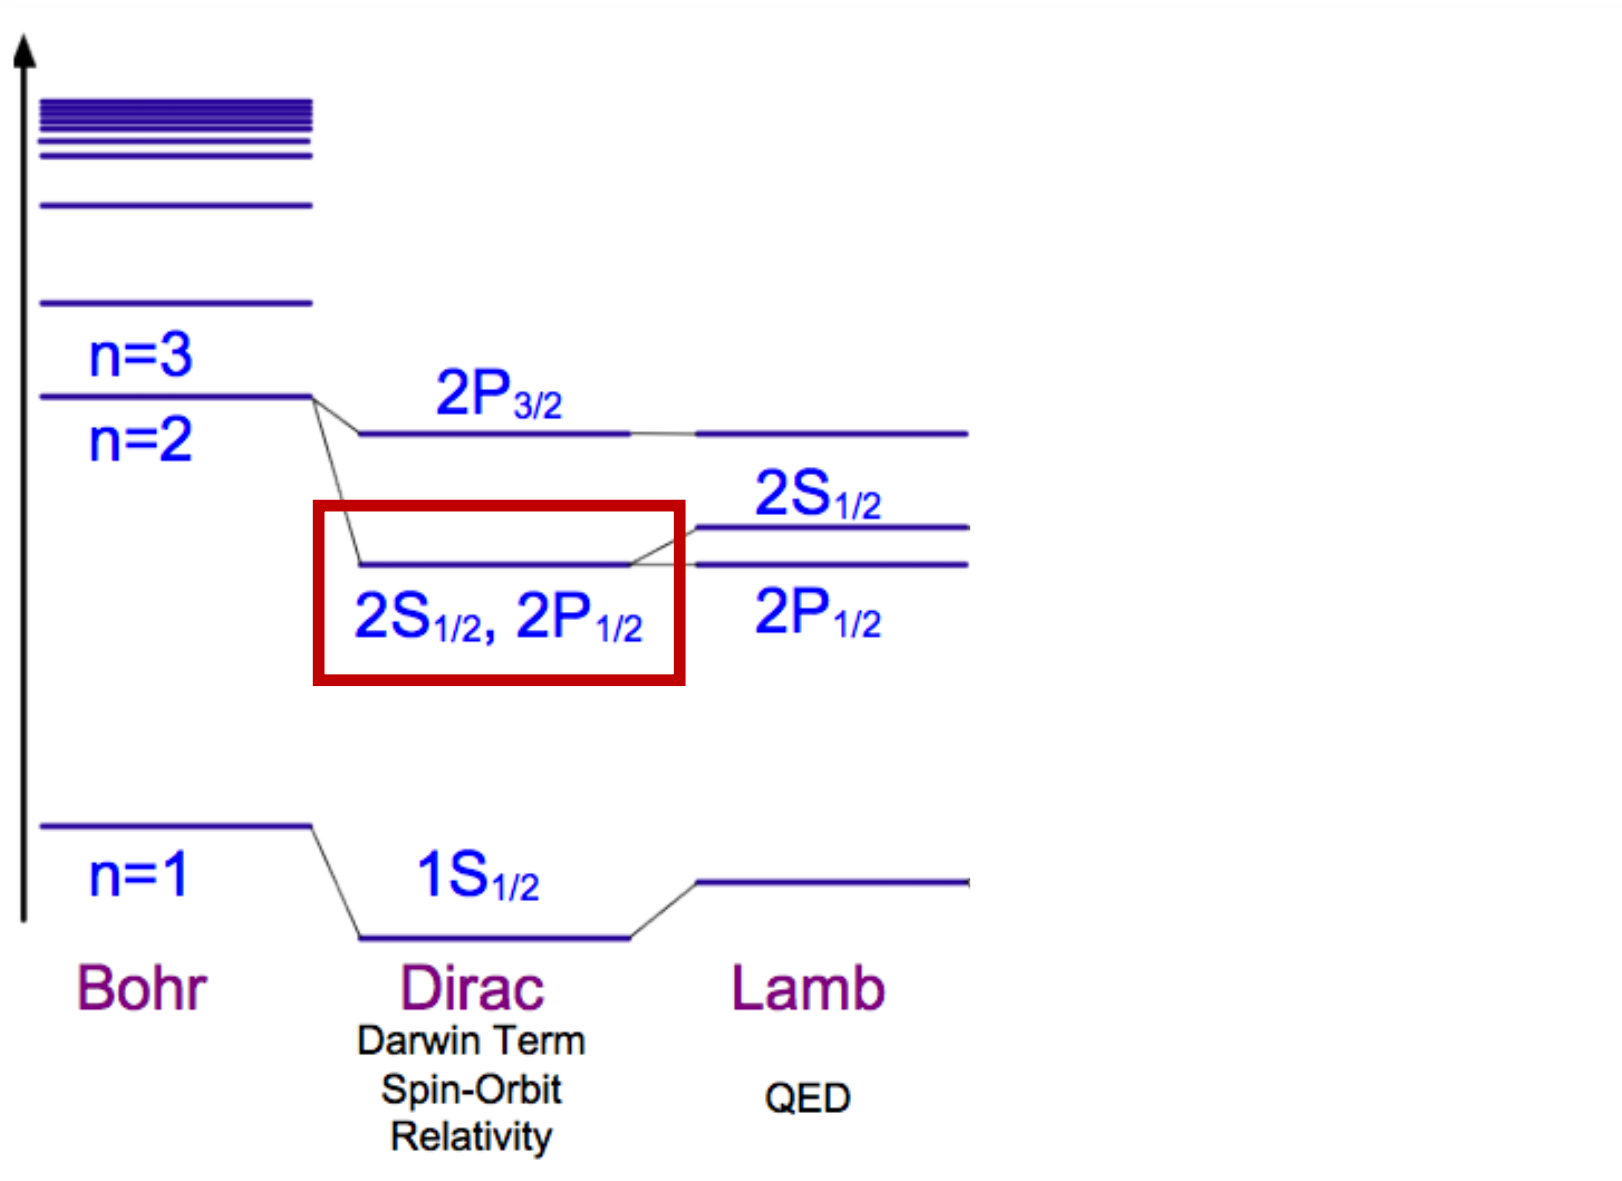 n=3
2P3/2
n=2
2S1/2
2S1/2, 2P1/2
2P1/2
n=1
1S1/2
Bohr
Dirac
Lamb
Darwin Term
Spin-Orbit
QED
Relativity